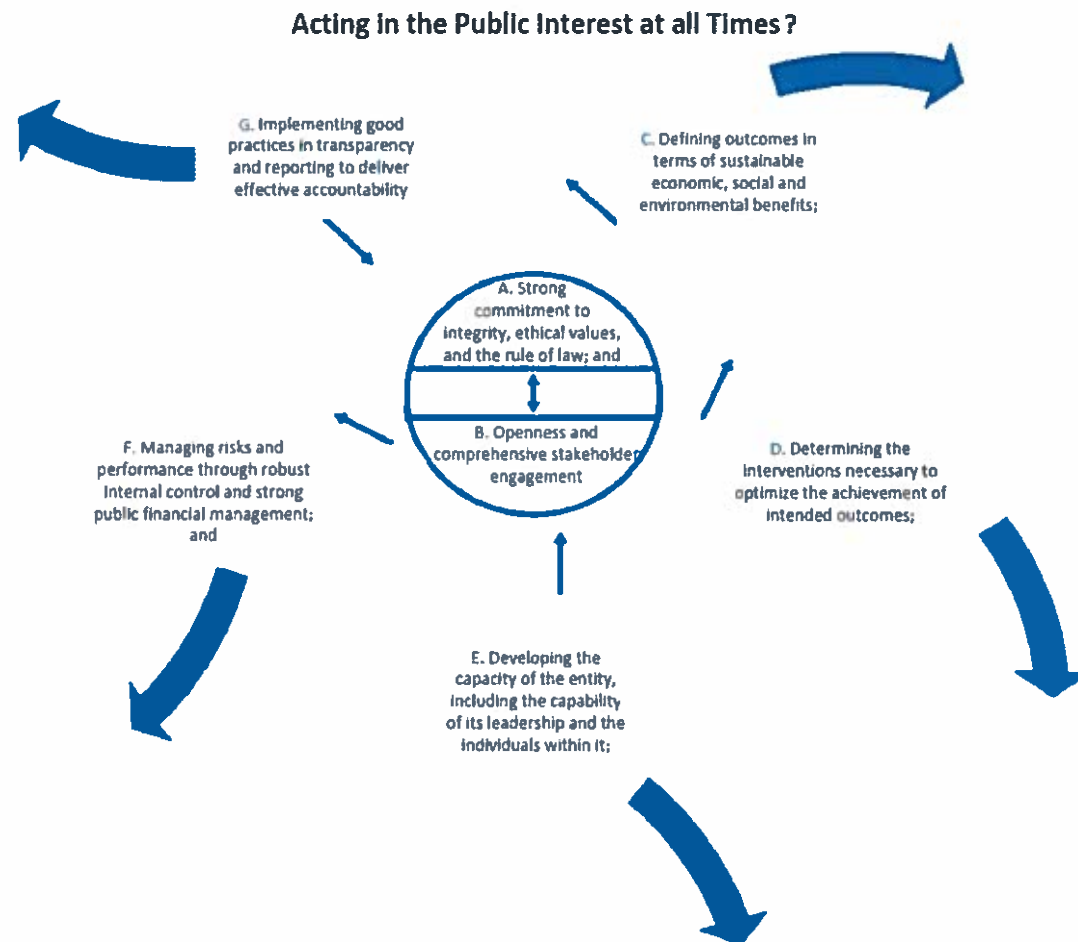 Acting in the Public Interest at all Times?
G. Implementing good
practices in transparency
and reporting to deliver
effective accountability
C. Defining outcomes in
terms of sustainable
economic, social and
environmental benefits;
A. Strong
commitment to
integrity, ethical values,
and the rule of law; and
B. Openness and
comprehensive stakeholder
engagement
F. Managing risks and
performance through robust
internal control and strong
public financial management;
and
D. Determining the
interventions necessary to
optimize the achievement of
intended outcomes;
E. Developing the
capacity of the entity,
including the capability
of its leadership and the
individuals within it;